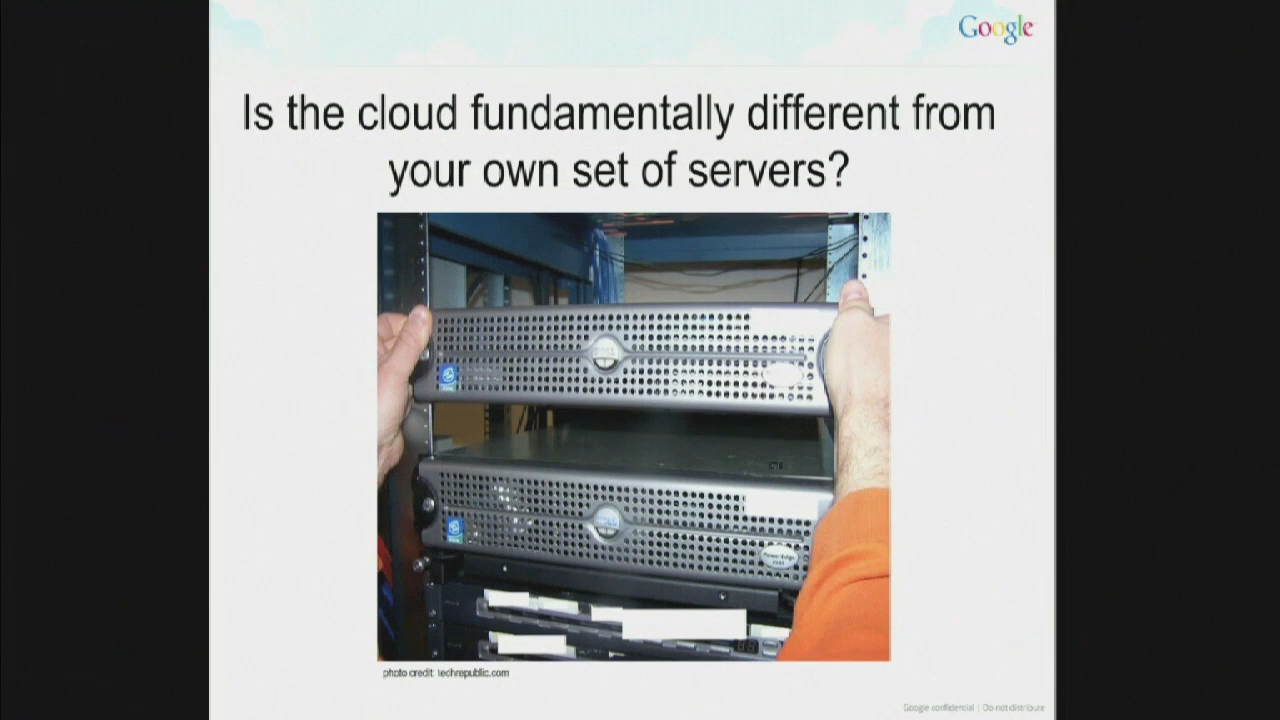 Google
Is the cloud fundamentally different from
your own set of servers?
PowerEdge
photo credit: techrepublic.com
Google confidential | Do not distribute